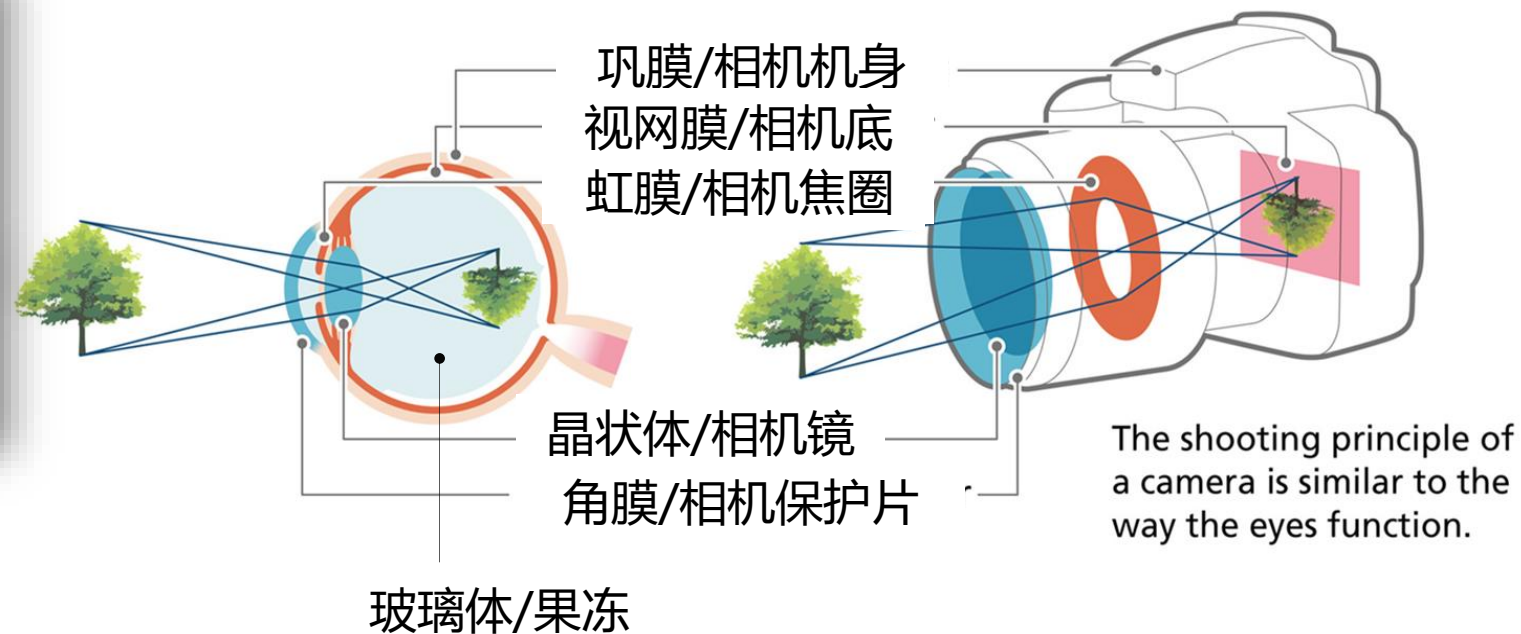 巩膜/相机机身
视网膜/相机底
虹膜/相机焦圈
晶状体/相机镜
角膜/相机保护片
玻璃体/果冻
The shooting principle of
a camera is similar to the
way the eyes function.